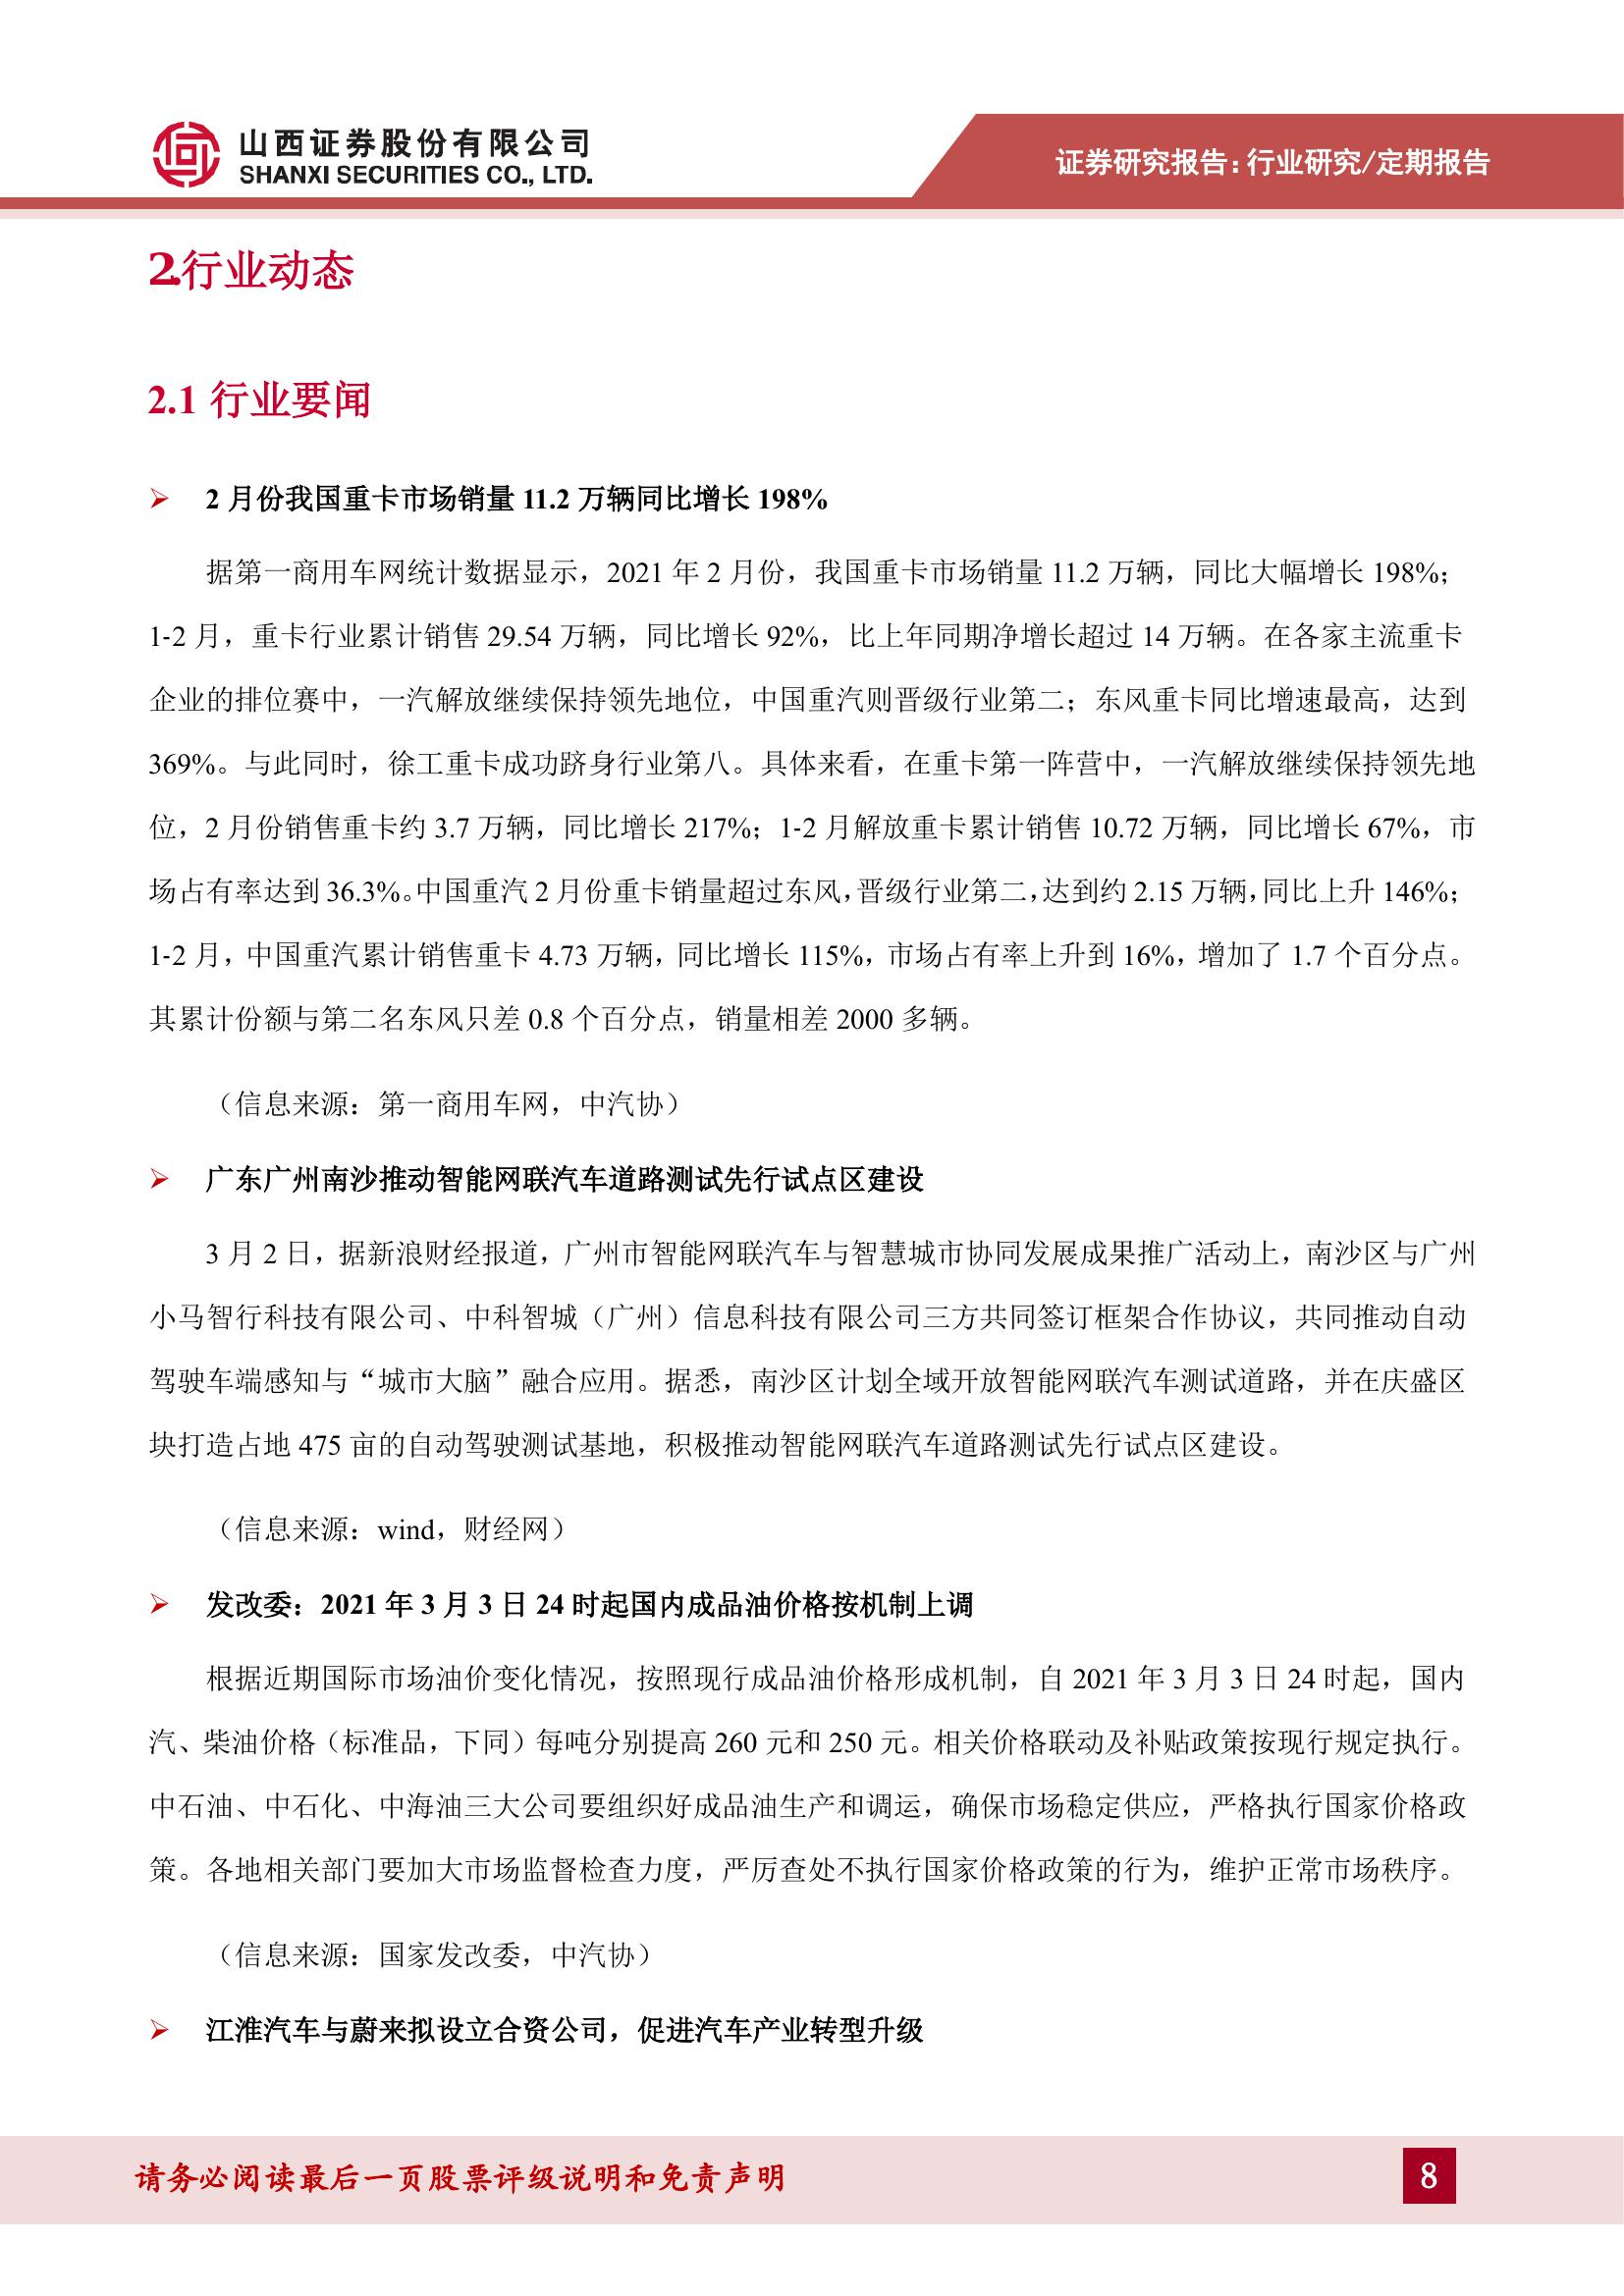 山西证券股份有限公司
SHANXI SECURITIES CO., LTD.
证券研究报告：行业研究/定期报告
2.行业动态
2.1 行业要闻
➢ 2 月份我国重卡市场销量 11.2 万辆同比增长 198%
据第一商用车网统计数据显示，2021 年 2 月份，我国重卡市场销量 11.2 万辆，同比大幅增长 198%；
1-2 月，重卡行业累计销售 29.54 万辆，同比增长 92%，比上年同期净增长超过 14 万辆。在各家主流重卡
企业的排位赛中，一汽解放继续保持领先地位，中国重汽则晋级行业第二；东风重卡同比增速最高，达到
369%。与此同时，徐工重卡成功跻身行业第八。具体来看，在重卡第一阵营中，一汽解放继续保持领先地
位，2 月份销售重卡约 3.7 万辆，同比增长 217%；1-2 月解放重卡累计销售 10.72 万辆，同比增长 67%，市
场占有率达到 36.3%。中国重汽 2 月份重卡销量超过东风，晋级行业第二，达到约 2.15 万辆，同比上升 146%；
1-2 月，中国重汽累计销售重卡 4.73 万辆，同比增长 115%，市场占有率上升到 16%，增加了 1.7 个百分点。
其累计份额与第二名东风只差 0.8 个百分点，销量相差 2000 多辆。
（信息来源：第一商用车网，中汽协）
➢ 广东广州南沙推动智能网联汽车道路测试先行试点区建设
3 月 2 日，据新浪财经报道，广州市智能网联汽车与智慧城市协同发展成果推广活动上，南沙区与广州
小马智行科技有限公司、中科智城（广州）信息科技有限公司三方共同签订框架合作协议，共同推动自动
驾驶车端感知与“城市大脑”融合应用。据悉，南沙区计划全域开放智能网联汽车测试道路，并在庆盛区
块打造占地 475 亩的自动驾驶测试基地，积极推动智能网联汽车道路测试先行试点区建设。
（信息来源：wind，财经网）
➢ 发改委：2021 年 3 月 3 日 24 时起国内成品油价格按机制上调
根据近期国际市场油价变化情况，按照现行成品油价格形成机制，自 2021 年 3 月 3 日 24 时起，国内
汽、柴油价格（标准品，下同）每吨分别提高 260 元和 250 元。相关价格联动及补贴政策按现行规定执行。
中石油、中石化、中海油三大公司要组织好成品油生产和调运，确保市场稳定供应，严格执行国家价格政
策。各地相关部门要加大市场监督检查力度，严厉查处不执行国家价格政策的行为，维护正常市场秩序。
（信息来源：国家发改委，中汽协）
➢ 江淮汽车与蔚来拟设立合资公司，促进汽车产业转型升级
请务必阅读最后一页股票评级说明和免责声明
8